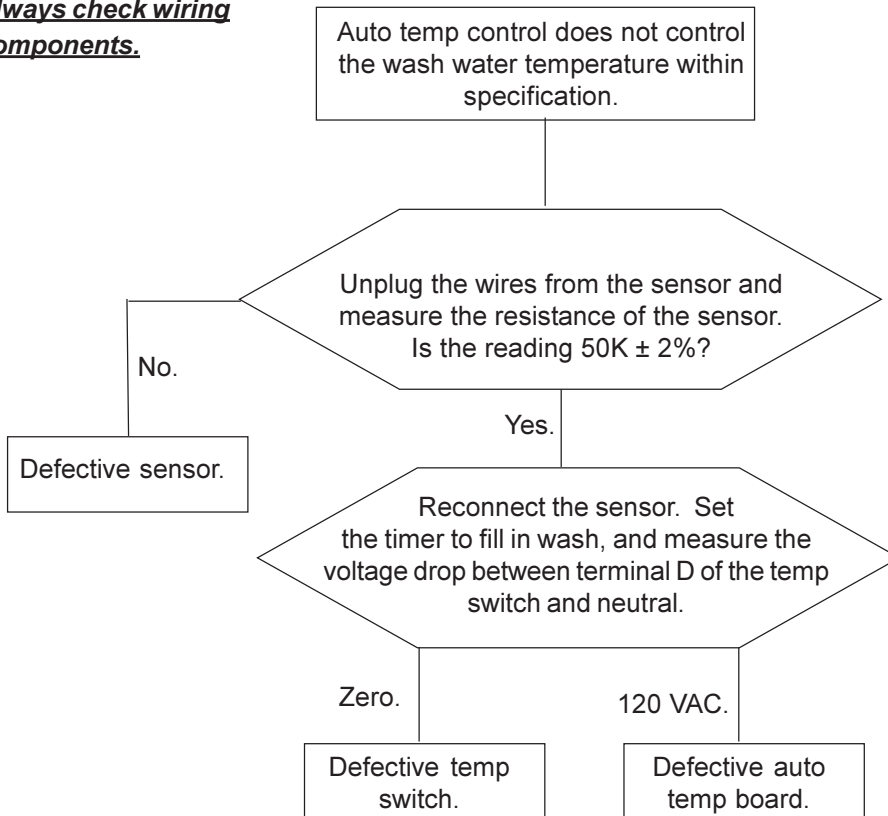 lways check wiring
omponents.
Auto temp control does not control
the wash water temperature within
specification.
Unplug the wires from the sensor and
measure the resistance of the sensor.
Is the reading 50K ± 2%?
No.
Yes.
Defective sensor.
Reconnect the sensor. Set
the timer to fill in wash, and measure the
voltage drop between terminal D of the temp
switch and neutral.
Zero.
120 VAC.
Defective temp
switch.
Defective auto
temp board.